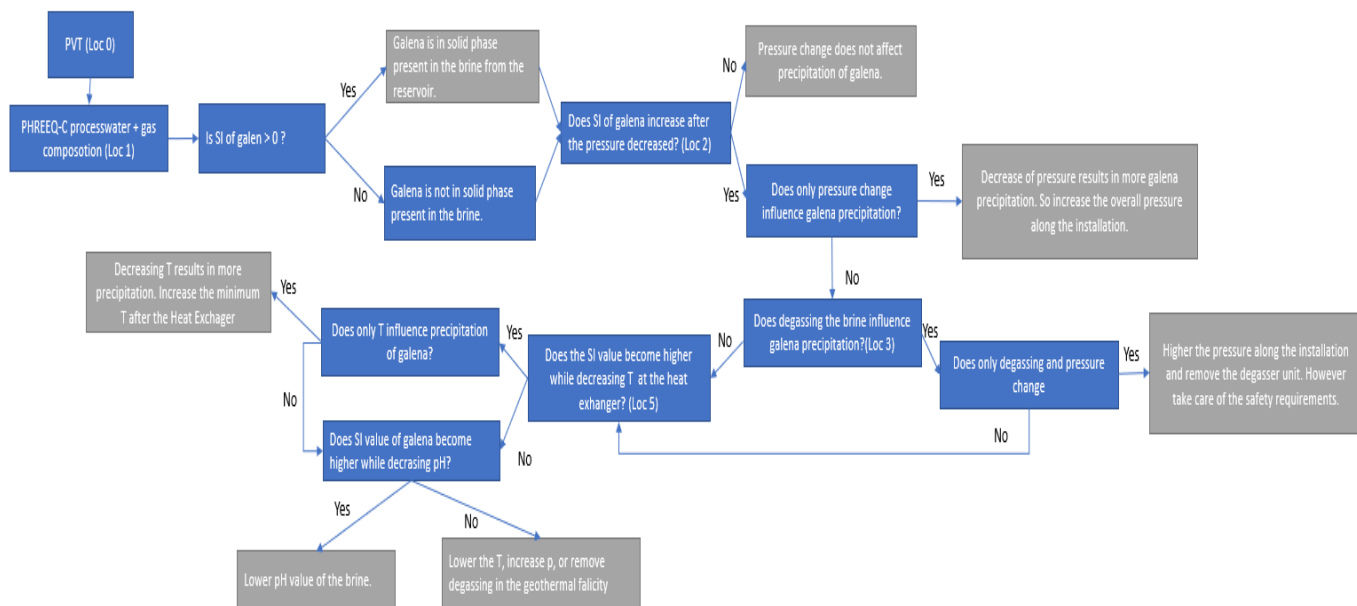 PVT (Loc 0)
PHREEQ-C processwater + gas
composotion (Loc 1)
Is SI of galen > 0 ?
Yes
No
Galena is in solid phase
present in the brine from the
reservoir.
Galena is not in solid phase
present in the brine.
Does SI of galena increase after
the pressure decreased? (Loc 2)
No
Yes
Pressure change does not affect
precipitation of galena.
Does only pressure change
influence galena precipitation?
Yes
No
Decrease of pressure results in more galena
precipitation. So increase the overall pressure
along the installation.
Does degassing the brine influence
galena precipitation?(Loc 3)
Yes
No
Does only degassing and pressure
change
Yes
No
Higher the pressure along the installation
and remove the degasser unit. However
take care of the safety requirements.
Does the SI value become higher
while decreasing T at the heat
exhanger? (Loc 5)
Yes
No
Does only T influence precipitation
of galena?
Yes
No
Decreasing T results in more
precipitation. Increase the minimum
T after the Heat Exchager
Does SI value of galena become
higher while decrasing pH?
Yes
No
Lower pH value of the brine.
Lower the T, increase p, or remove
degassing in the geothermal falicity